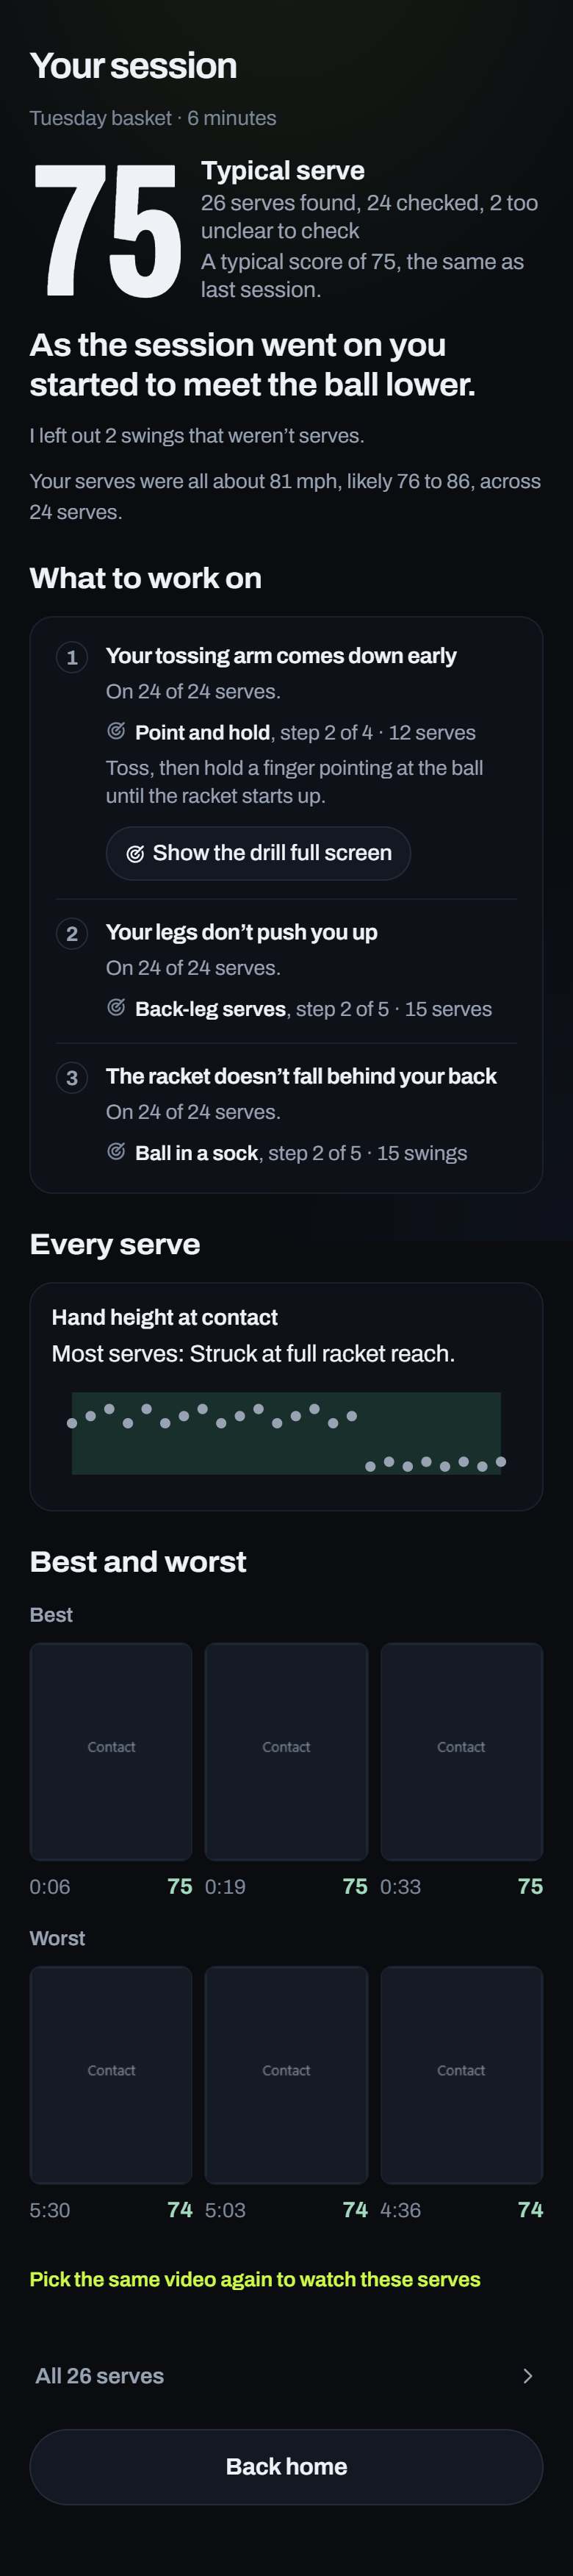 Your session
Tuesday basket · 6 minutes
75
Typical serve
26 serves found, 24 checked, 2 too
unclear to check
A typical score of 75, the same as
last session.
As the session went on you
started to meet the ball lower.
I left out 2 swings that weren’t serves.
Your serves were all about 81 mph, likely 76 to 86, across
24 serves.
What to work on
1
Your tossing arm comes down early
On 24 of 24 serves.
Point and hold, step 2 of 4 · 12 serves
Toss, then hold a finger pointing at the ball
until the racket starts up.
Show the drill full screen
2
Your legs don’t push you up
On 24 of 24 serves.
Back-leg serves, step 2 of 5 · 15 serves
3
The racket doesn’t fall behind your back
On 24 of 24 serves.
Ball in a sock, step 2 of 5 · 15 swings
Every serve
Hand height at contact
Most serves: Struck at full racket reach.
Best and worst
Best
Contact Contact Contact
0:06 75 0:19 75 0:33 75
Worst
Contact Contact Contact
5:30 74 5:03 74 4:36 74
Pick the same video again to watch these serves
All 26 serves
Back home